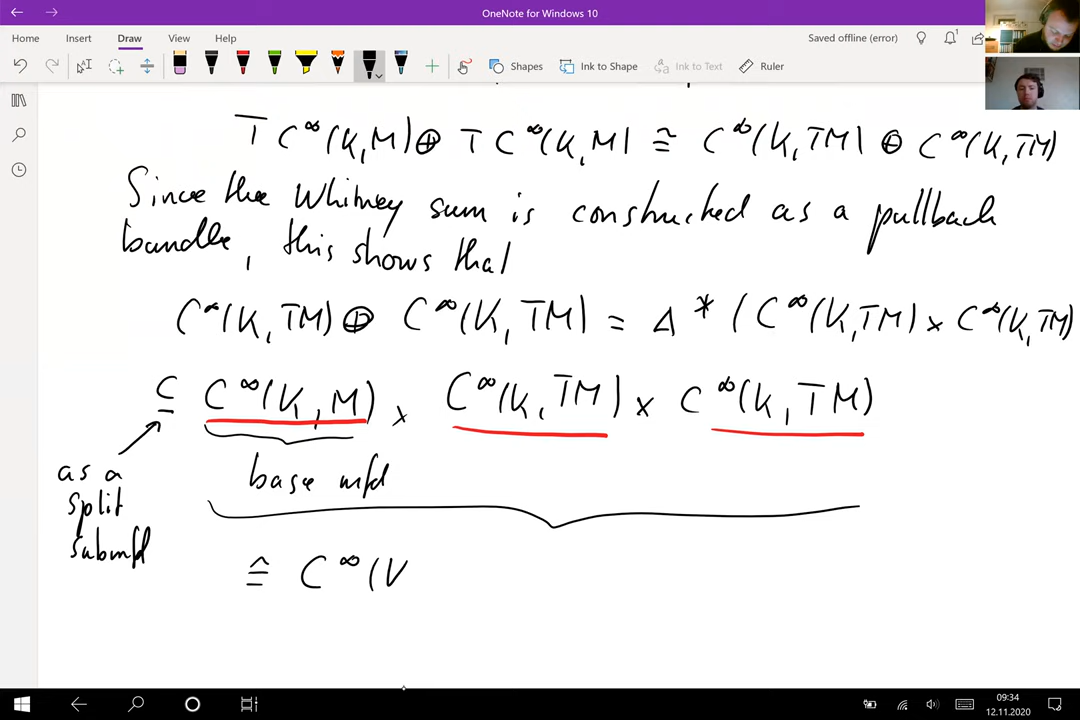 OneNote for Windows 10
Home Insert Draw View Help Saved offline (error)
Shapes Ink to Shape Ink to Text Ruler
T C^∞(K,M) ⊕ T C^∞(K,M) ≅ C^∞(K,TM) ⊕ C^∞(K,TM)
Since the Whitney sum is constructed as a pullback
bundle, this shows that
C^∞(K,TM) ⊕ C^∞(K,TM) = Δ*(C^∞(K,TM) × C^∞(K,TM)
⊆ C^∞(K,M) × C^∞(K,TM) × C^∞(K,TM)
as a
split
submfd
base mfd
≅ C^∞(V
09:34
12.11.2020